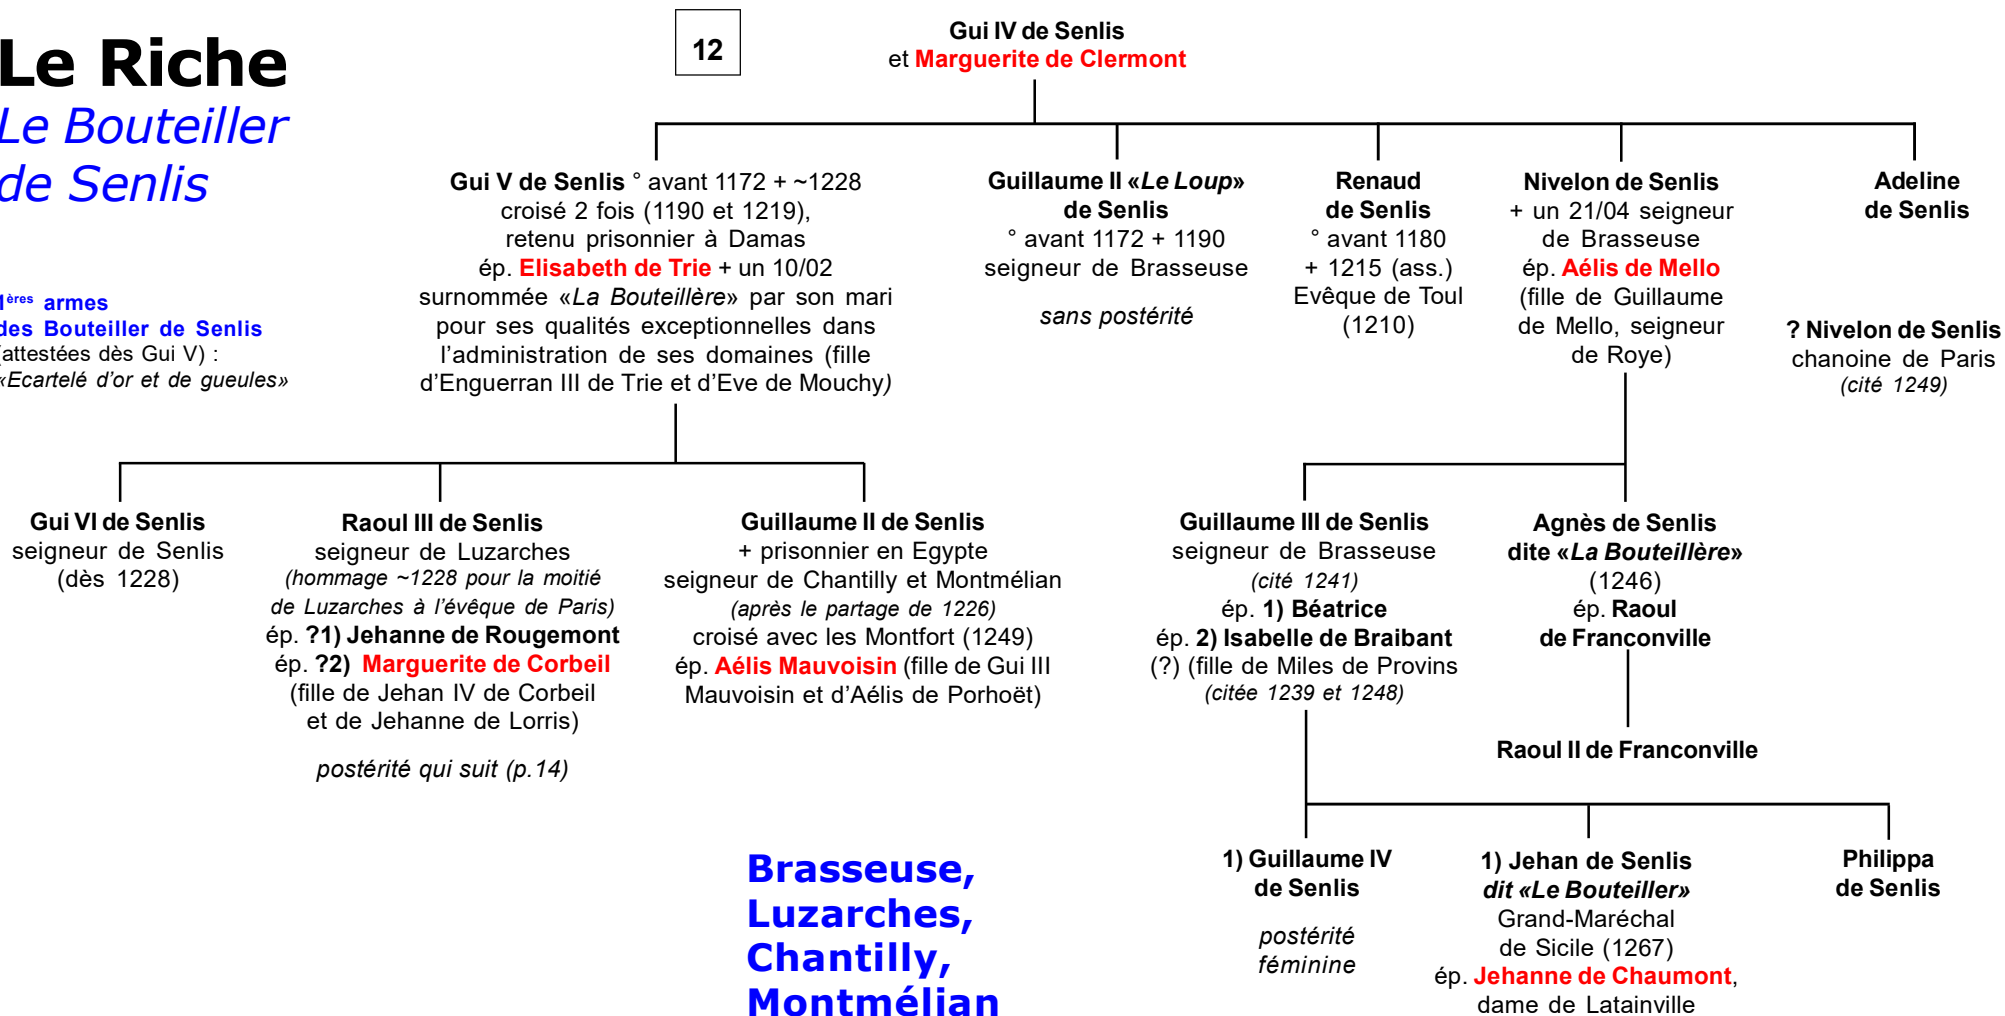 Le Riche
Le Bouteiller
de Senlis
1ères armes
des Bouteiller de Senlis
(attestées dès Gui V) :
«Ecartelé d'or et de gueules»
12
Gui IV de Senlis
et Marguerite de Clermont
Gui V de Senlis ° avant 1172 + ~1228
croisé 2 fois (1190 et 1219),
retenu prisonnier à Damas
ép. Elisabeth de Trie + un 10/02
surnommée «La Bouteillère» par son mari
pour ses qualités exceptionnelles dans
l'administration de ses domaines (fille
d'Enguerran III de Trie et d'Eve de Mouchy)
Guillaume II «Le Loup»
de Senlis
° avant 1172 + 1190
seigneur de Brasseuse
sans postérité
Renaud
de Senlis
° avant 1180
+ 1215 (ass.)
Evêque de Toul
(1210)
Nivelon de Senlis
+ un 21/04 seigneur
de Brasseuse
ép. Aélis de Mello
(fille de Guillaume
de Mello, seigneur
de Roye)
Adeline
de Senlis
? Nivelon de Senlis
chanoine de Paris
(cité 1249)
Gui VI de Senlis
seigneur de Senlis
(dès 1228)
Raoul III de Senlis
seigneur de Luzarches
(hommage ~1228 pour la moitié
de Luzarches à l'évêque de Paris)
ép. ?1) Jehanne de Rougemont
ép. ?2) Marguerite de Corbeil
(fille de Jehan IV de Corbeil
et de Jehanne de Lorris)
postérité qui suit (p.14)
Guillaume II de Senlis
+ prisonnier en Egypte
seigneur de Chantilly et Montmélian
(après le partage de 1226)
croisé avec les Montfort (1249)
ép. Aélis Mauvoisin (fille de Gui III
Mauvoisin et d'Aélis de Porhoët)
Guillaume III de Senlis
seigneur de Brasseuse
(cité 1241)
ép. 1) Béatrice
ép. 2) Isabelle de Braibant
(?) (fille de Miles de Provins
(citée 1239 et 1248)
Agnès de Senlis
dite «La Bouteillère»
(1246)
ép. Raoul
de Franconville
Raoul II de Franconville
1) Guillaume IV
de Senlis
postérité
féminine
1) Jehan de Senlis
dit «Le Bouteiller»
Grand-Maréchal
de Sicile (1267)
ép. Jehanne de Chaumont,
dame de Latainville
Philippa
de Senlis
Brasseuse,
Luzarches,
Chantilly,
Montmélian